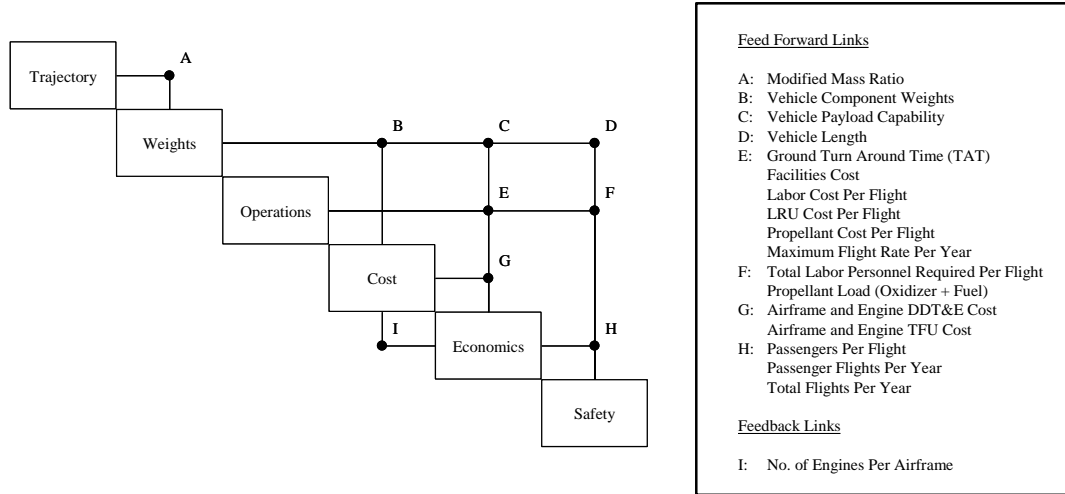 A
Trajectory
B
C
D
Weights
E
F
Operations
G
Cost
I
H
Economics
Safety
Feed Forward Links
A: Modified Mass Ratio
B: Vehicle Component Weights
C: Vehicle Payload Capability
D: Vehicle Length
E: Ground Turn Around Time (TAT)
Facilities Cost
Labor Cost Per Flight
LRU Cost Per Flight
Propellant Cost Per Flight
Maximum Flight Rate Per Year
F: Total Labor Personnel Required Per Flight
Propellant Load (Oxidizer + Fuel)
G: Airframe and Engine DDT&E Cost
Airframe and Engine TFU Cost
H: Passengers Per Flight
Passenger Flights Per Year
Total Flights Per Year
Feedback Links
I: No. of Engines Per Airframe